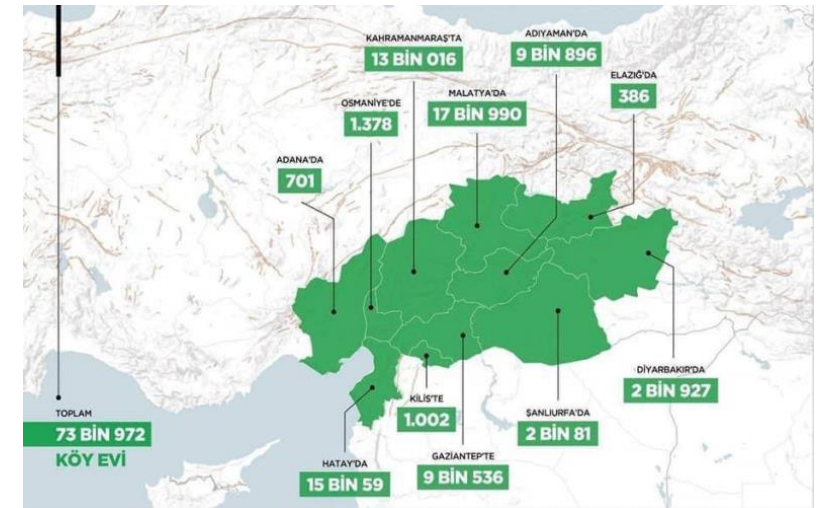 KAHRAMANMARAŞ'TA
13 BİN 016
ADIYAMAN'DA
9 BİN 896
ELAZIĞ'DA
386
MALATYA'DA
17 BİN 990
OSMANİYE'DE
1.378
ADANA'DA
701
DİYARBAKIR'DA
2 BİN 927
KİLİS'TE
1.002
ŞANLIURFA'DA
2 BİN 81
GAZİANTEP'TE
9 BİN 536
HATAY'DA
15 BİN 59
TOPLAM
73 BİN 972
KÖY EVİ